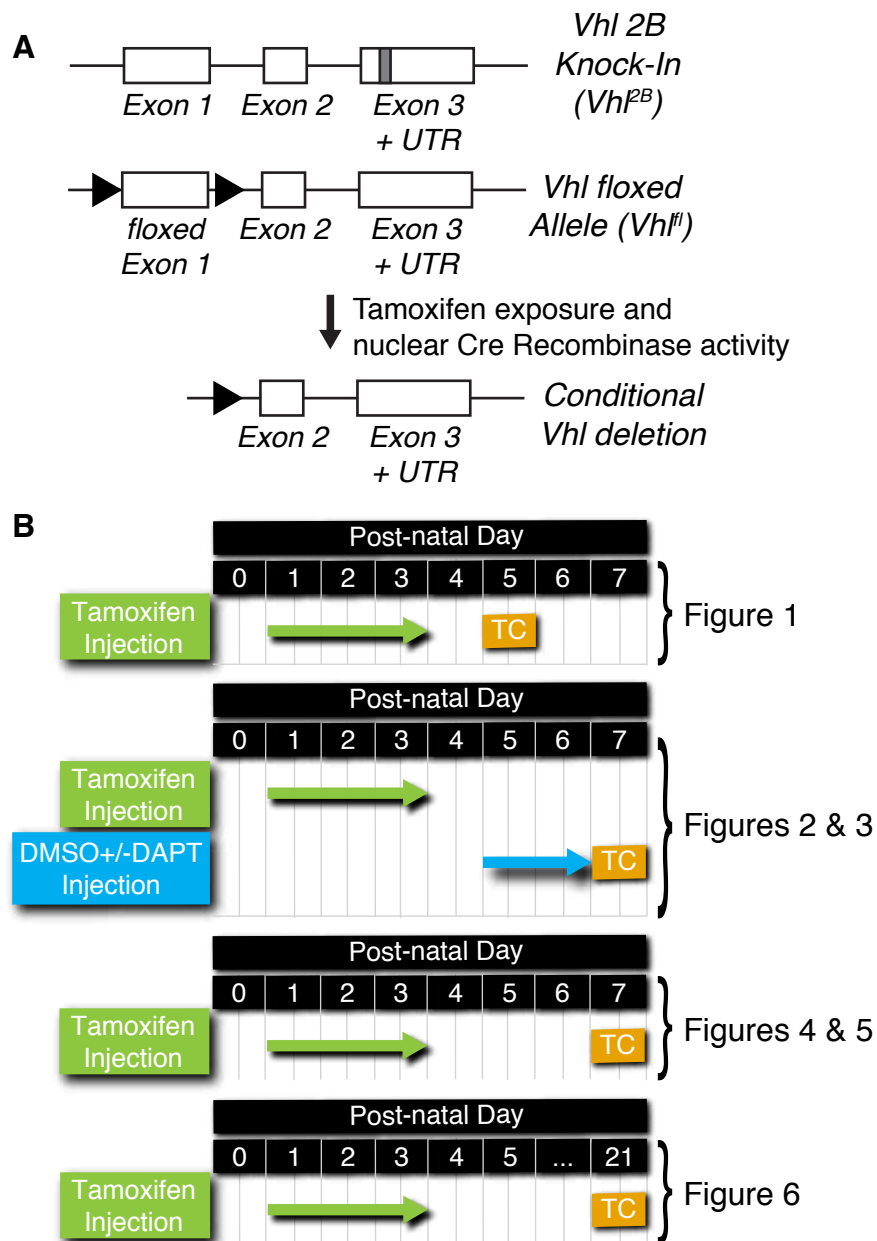 A
Vhl 2B
Knock-In
(Vhl2B)
Exon 1 Exon 2 Exon 3
+ UTR
Vhl floxed
Allele (Vhlfl)
floxed
Exon 1
Exon 2 Exon 3
+ UTR
Tamoxifen exposure and
nuclear Cre Recombinase activity
Conditional
Vhl deletion
Exon 2 Exon 3
+ UTR
B
Post-natal Day
0 1 2 3 4 5 6 7
Tamoxifen
Injection
TC
Figure 1
Post-natal Day
0 1 2 3 4 5 6 7
Tamoxifen
Injection
DMSO+/-DAPT
Injection
TC
Figures 2 & 3
Post-natal Day
0 1 2 3 4 5 6 7
Tamoxifen
Injection
TC
Figures 4 & 5
Post-natal Day
0 1 2 3 4 5 ... 21
Tamoxifen
Injection
TC
Figure 6